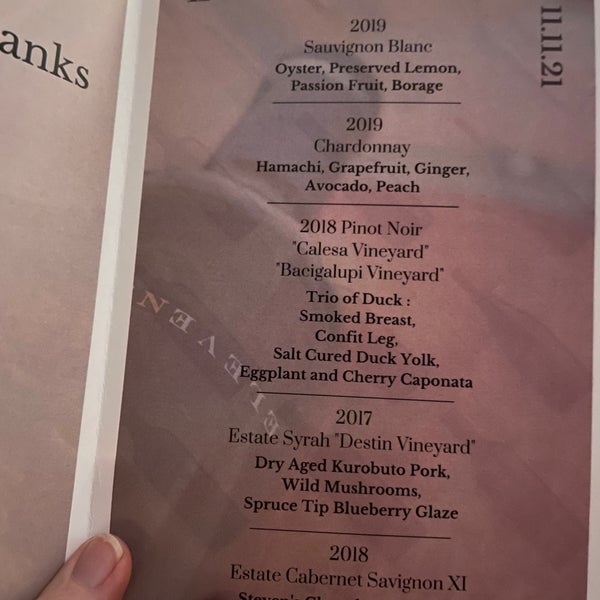 anks
11.11.21
2019
Sauvignon Blanc
Oyster, Preserved Lemon,
Passion Fruit, Borage
2019
Chardonnay
Hamachi, Grapefruit, Ginger,
Avocado, Peach
2018 Pinot Noir
"Calesa Vineyard"
"Bacigalupi Vineyard"
Trio of Duck :
Smoked Breast,
Confit Leg,
Salt Cured Duck Yolk,
Eggplant and Cherry Caponata
ELEVEN
2017
Estate Syrah "Destin Vineyard"
Dry Aged Kurobuto Pork,
Wild Mushrooms,
Spruce Tip Blueberry Glaze
2018
Estate Cabernet Savignon XI